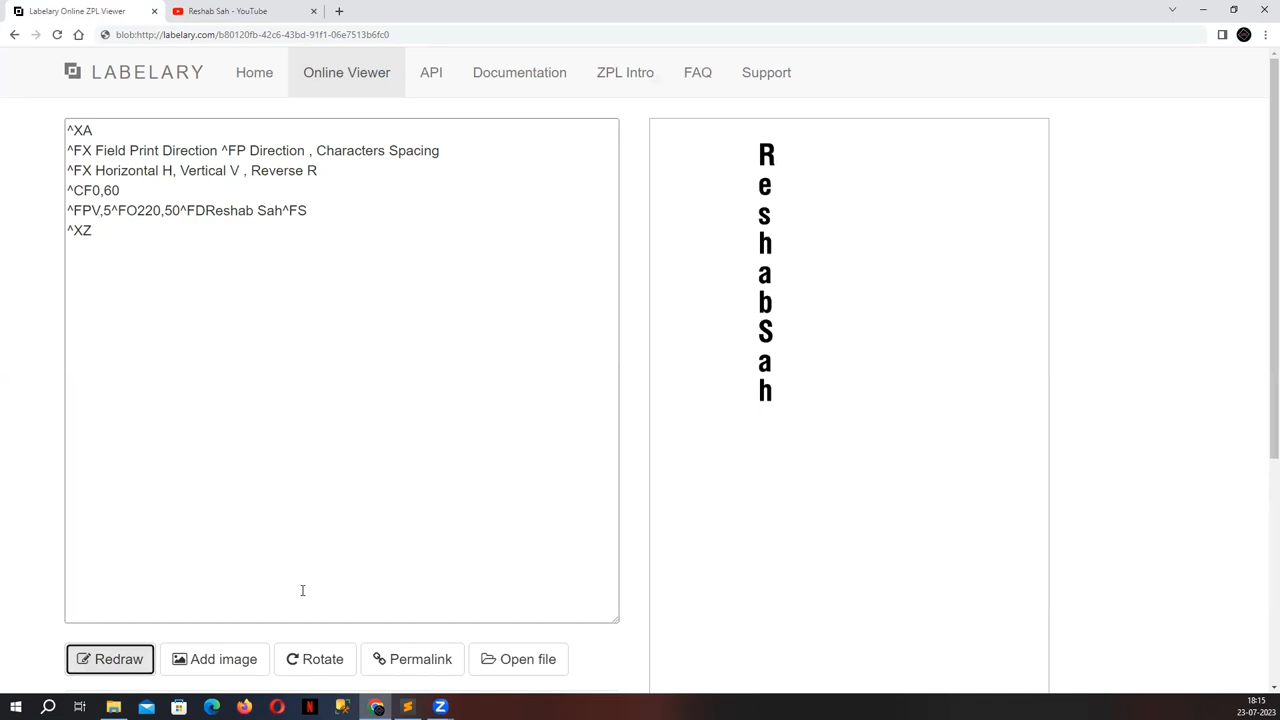 Labelary Online ZPL Viewer
Reshab Sah - YouTube
blob:http://labelary.com/b80120fb-42c6-43bd-91f1-06e7513b6fc0
LABELARY
Home
Online Viewer
API
Documentation
ZPL Intro
FAQ
Support
^XA
^FX Field Print Direction ^FP Direction , Characters Spacing
^FX Horizontal H, Vertical V , Reverse R
^CF0,60
^FPV,5^FO220,50^FDReshab Sah^FS
^XZ
R
e
s
h
a
b
S
a
h
Redraw
Add image
Rotate
Permalink
Open file
18:15
23-07-2023